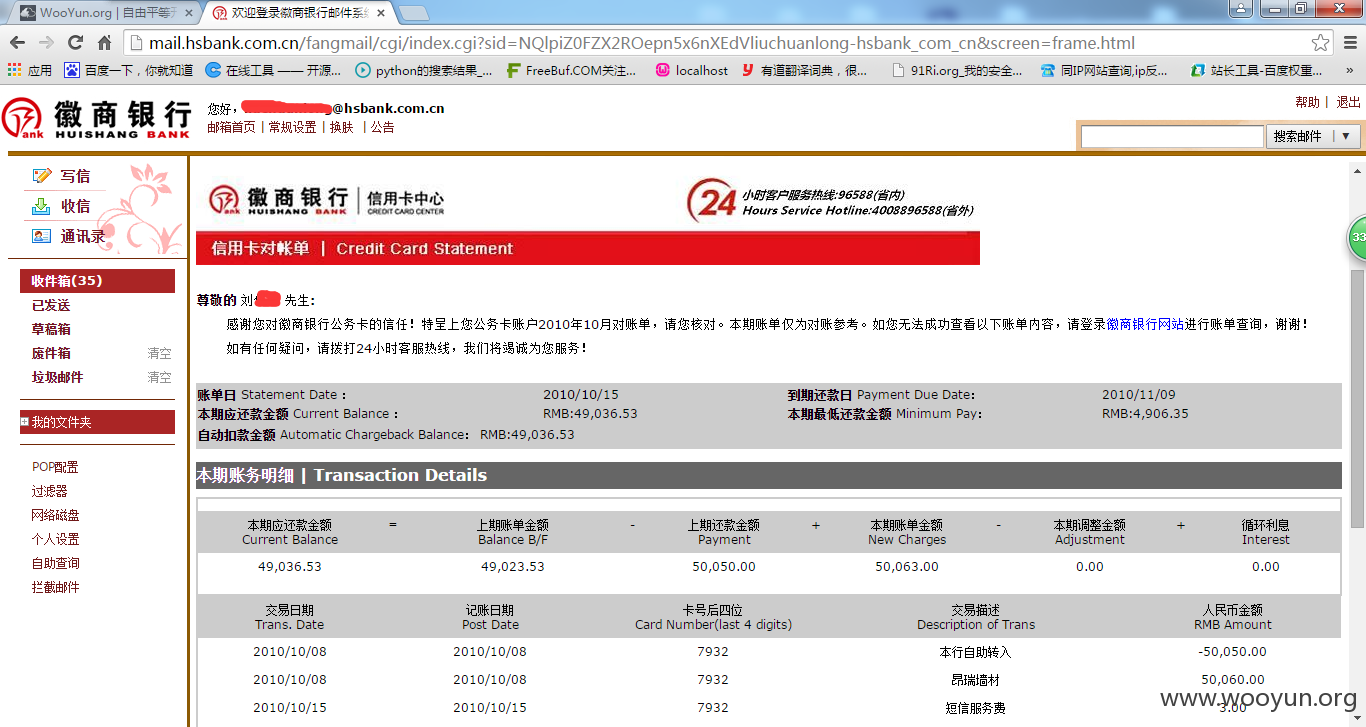 WooYun.org | 自由平等开
欢迎登录徽商银行邮件系统
mail.hsbank.com.cn/fangmail/cgi/index.cgi?sid=NQlpiZ0FZX2ROepn5x6nXEdVliuchuanlong-hsbank_com_cn&screen=frame.html
应用 百度一下，你就知道 在线工具 —— 开源... python的搜索结果_... FreeBuf.COM关注... localhost 有道翻译词典，很... 91Ri.org_我的安全... 同IP网站查询,ip反... 站长工具-百度权重... »
徽商银行
HUISHANG BANK
您好, @hsbank.com.cn
邮箱首页 | 常规设置 | 换肤 | 公告
帮助 | 退出
搜索邮件 ▼
写信
收信
通讯录
收件箱(35)
已发送
草稿箱
废件箱 清空
垃圾邮件 清空
我的文件夹
POP配置
过滤器
网络磁盘
个人设置
自助查询
拦截邮件
徽商银行 | 信用卡中心
HUISHANG BANK CREDIT CARD CENTER
24 小时客户服务热线:96588(省内)
Hours Service Hotline:4008896588(省外)
33
信用卡对帐单 | Credit Card Statement
尊敬的 刘 先生:
感谢您对徽商银行公务卡的信任！特呈上您公务卡账户2010年10月对账单，请您核对。本期账单仅为对账参考。如您无法成功查看以下账单内容，请登录徽商银行网站进行账单查询，谢谢！
如有任何疑问，请拨打24小时客服热线，我们将竭诚为您服务！
账单日 Statement Date： 2010/10/15 到期还款日 Payment Due Date: 2010/11/09
本期应还款金额 Current Balance： RMB:49,036.53 本期最低还款金额 Minimum Pay: RMB:4,906.35
自动扣款金额 Automatic Chargeback Balance: RMB:49,036.53
本期账务明细 | Transaction Details
本期应还款金额 = 上期账单金额 - 上期还款金额 + 本期账单金额 - 本期调整金额 + 循环利息
Current Balance Balance B/F Payment New Charges Adjustment Interest
49,036.53 49,023.53 50,050.00 50,063.00 0.00 0.00
交易日期 记账日期 卡号后四位 交易描述 人民币金额
Trans. Date Post Date Card Number(last 4 digits) Description of Trans RMB Amount
2010/10/08 2010/10/08 7932 本行自助转入 -50,050.00
2010/10/08 2010/10/08 7932 昂瑞墙材 50,060.00
2010/10/15 2010/10/15 7932 短信服务费 3.00
www.wooyun.org